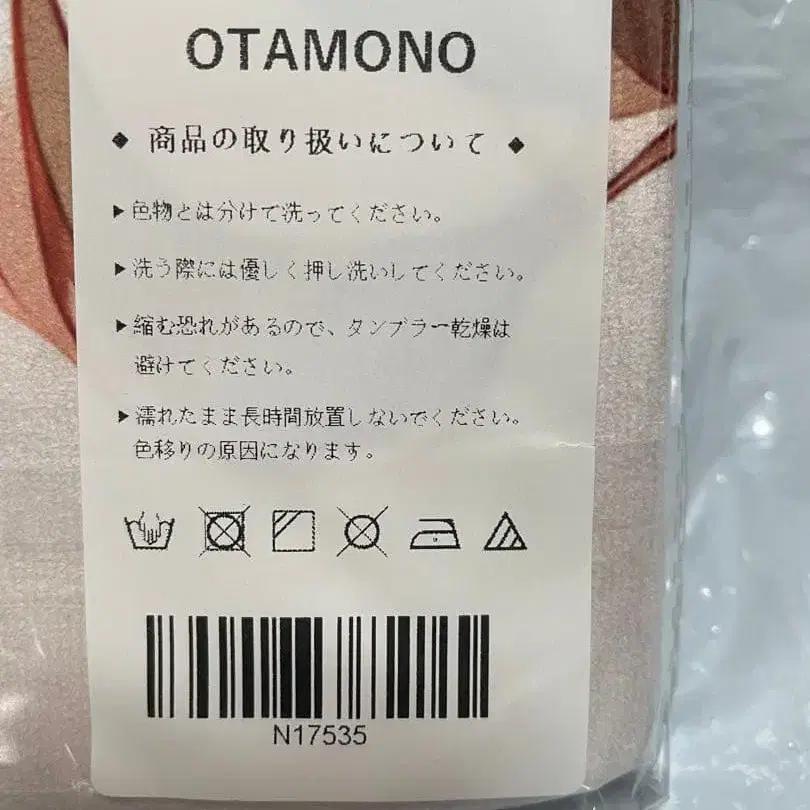 OTAMONO
◆ 商品の取り扱いについて ◆
▶色物とは分けて洗ってください。
▶洗う際には優しく押し洗いしてください。
▶縮む恐れがあるので、タンブラー乾燥は
避けてください。
▶濡れたまま長時間放置しないでください。
色移りの原因になります。
N17535